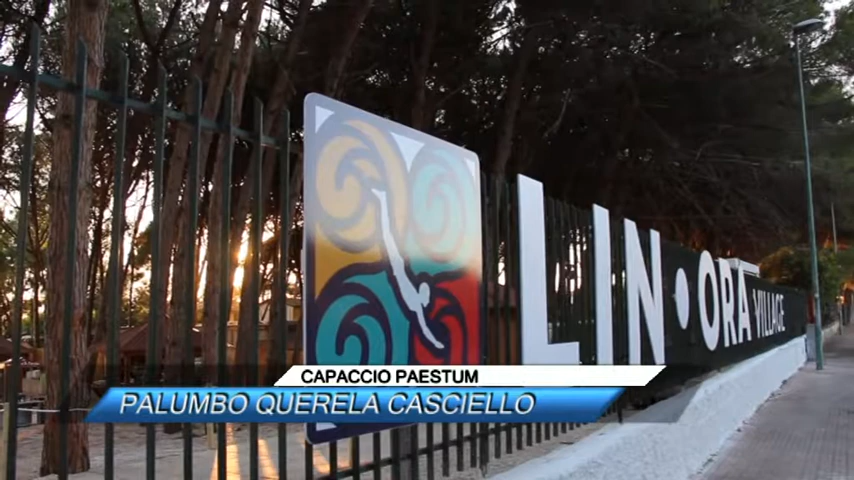 LIN•ORA VILLAGE
CAPACCIO PAESTUM
PALUMBO QUERELA CASCIELLO